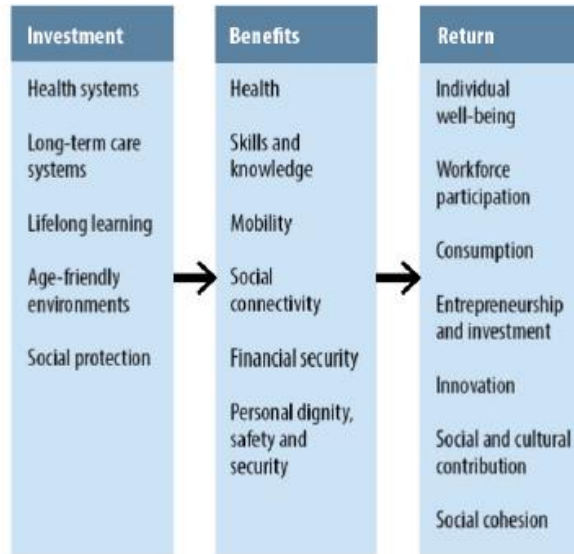 Investment
Health systems
Long-term care
systems
Lifelong learning
Age-friendly
environments
Social protection
Benefits
Health
Skills and
knowledge
Mobility
Social
connectivity
Financial security
Personal dignity,
safety and
security
Return
Individual
well-being
Workforce
participation
Consumption
Entrepreneurship
and investment
Innovation
Social and cultural
contribution
Social cohesion